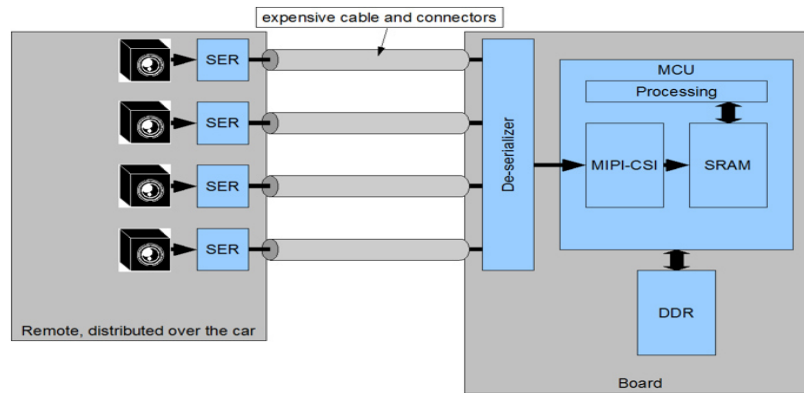 expensive cable and connectors
SER
SER
SER
SER
De-serializer
MCU
Processing
MIPI-CSI
SRAM
DDR
Remote, distributed over the car
Board